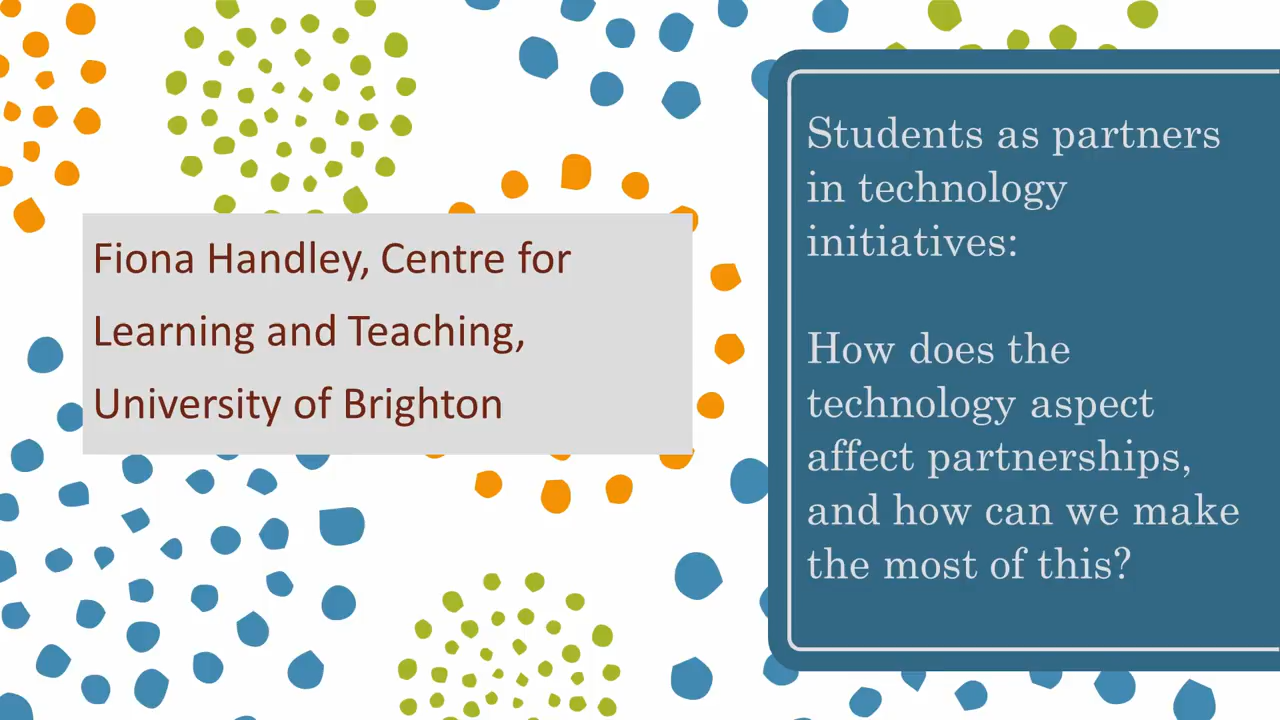 Fiona Handley, Centre for
Learning and Teaching,
University of Brighton
Students as partners
in technology
initiatives:
How does the
technology aspect
affect partnerships,
and how can we make
the most of this?